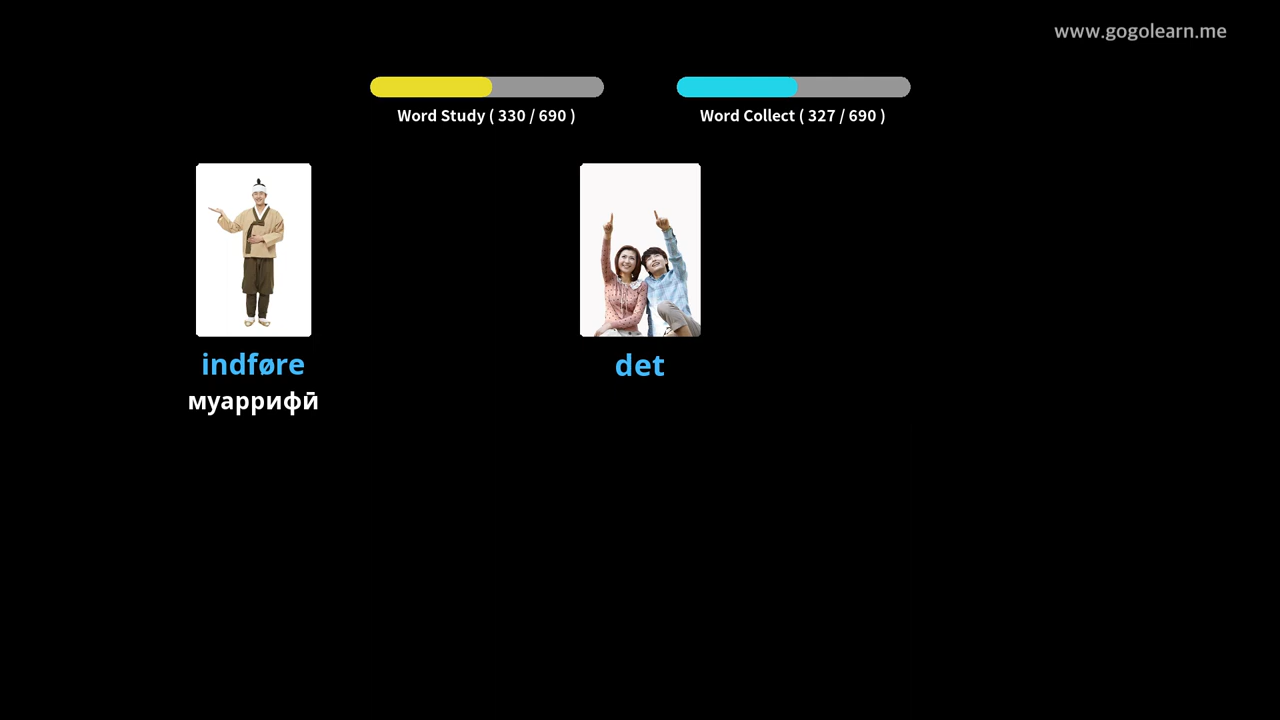 www.gogolearn.me
Word Study ( 330 / 690 )
Word Collect ( 327 / 690 )
indføre
det
муаррифӣ